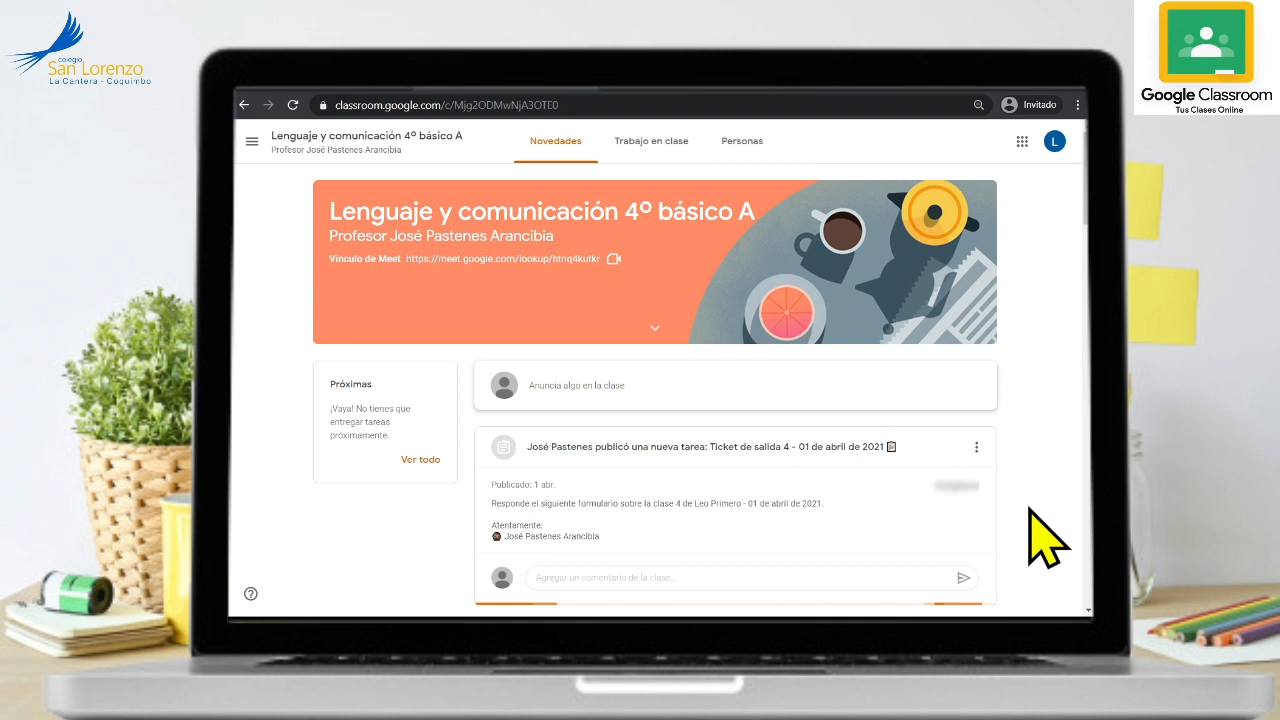 colegio
San Lorenzo
La Cantera - Coquimbo
Google Classroom
Tus Clases Online
classroom.google.com/c/Mjg2ODMwNjA3OTE0
Invitado
Lenguaje y comunicación 4º básico A
Profesor José Pastenes Arancibia
Novedades
Trabajo en clase
Personas
L
Lenguaje y comunicación 4º básico A
Profesor José Pastenes Arancibia
Vínculo de Meet https://meet.google.com/lookup/htnq4kutkr
Próximas
¡Vaya! No tienes que
entregar tareas
próximamente.
Ver todo
Anuncia algo en la clase
José Pastenes publicó una nueva tarea: Ticket de salida 4 - 01 de abril de 2021
Publicado: 1 abr.
Responde el siguiente formulario sobre la clase 4 de Leo Primero - 01 de abril de 2021.
Atentamente:
José Pastenes Arancibia
Agregar un comentario de la clase...